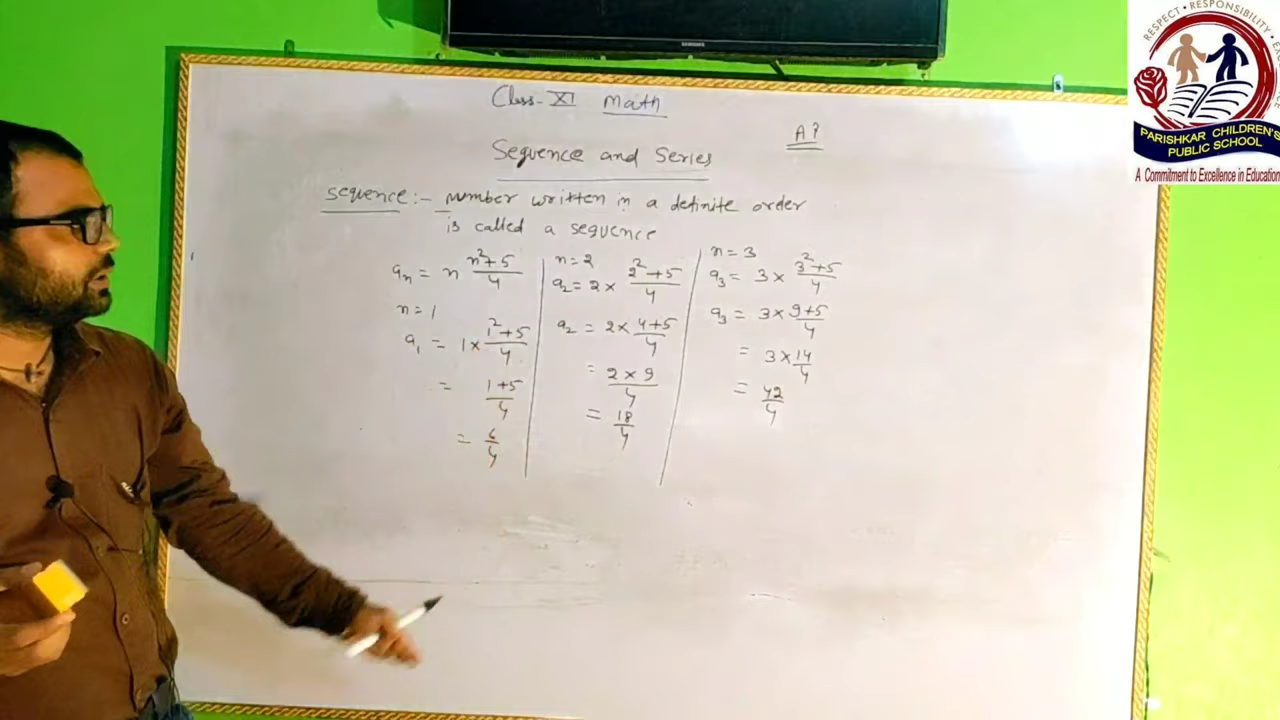 SAMSUNG
RESPECT • RESPONSIBILITY •
PARISHKAR CHILDREN'S
PUBLIC SCHOOL
A Commitment to Excellence in Education
Class-XI Math
AP
Sequence and Series
sequence :- number written in a definite order
is called a sequence
aₙ = n (n²+5)/4
n = 1
a₁ = 1 × (1²+5)/4
= (1+5)/4
= 6/4
n = 2
a₂ = 2 × (2²+5)/4
a₂ = 2 × (4+5)/4
= (2 × 9)/4
= 18/4
n = 3
a₃ = 3 × (3²+5)/4
a₃ = 3 × (9+5)/4
= 3 × 14/4
= 42/4